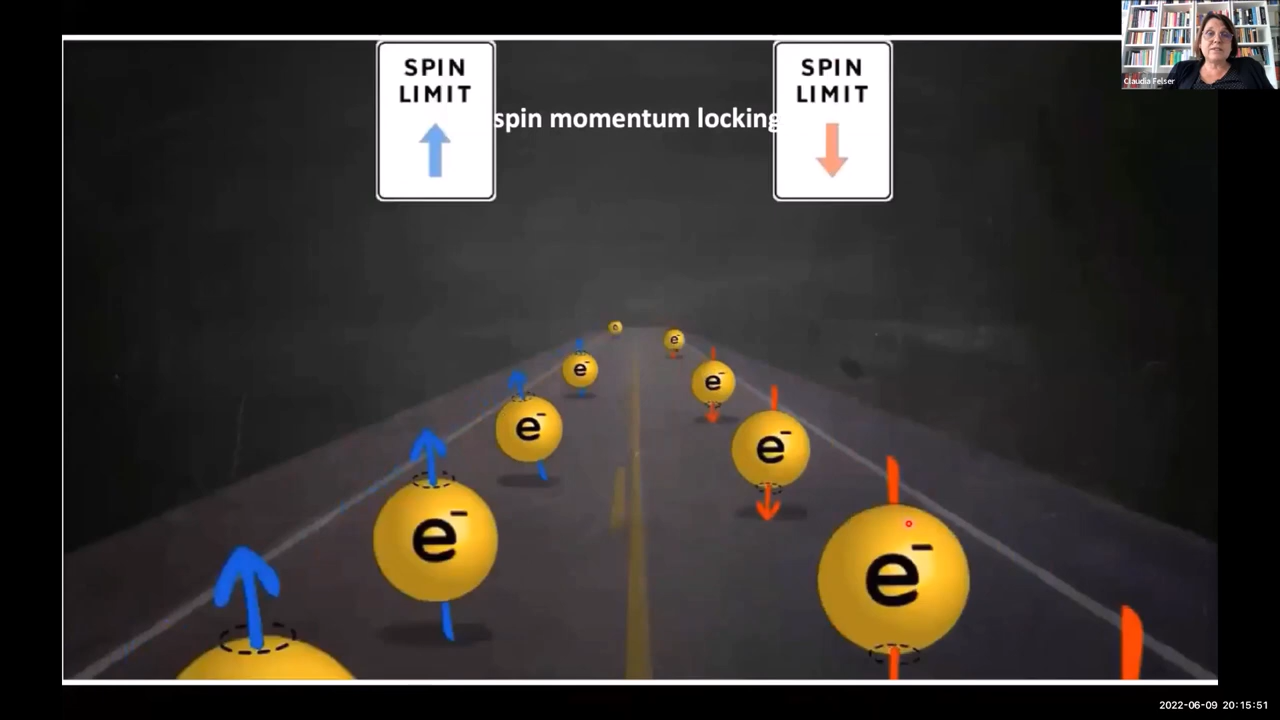 Claudia Felser
SPIN
LIMIT
spin momentum locking
SPIN
LIMIT
e
e-
e-
e-
e-
e-
e-
e-
e-
2022-06-09 20:15:51